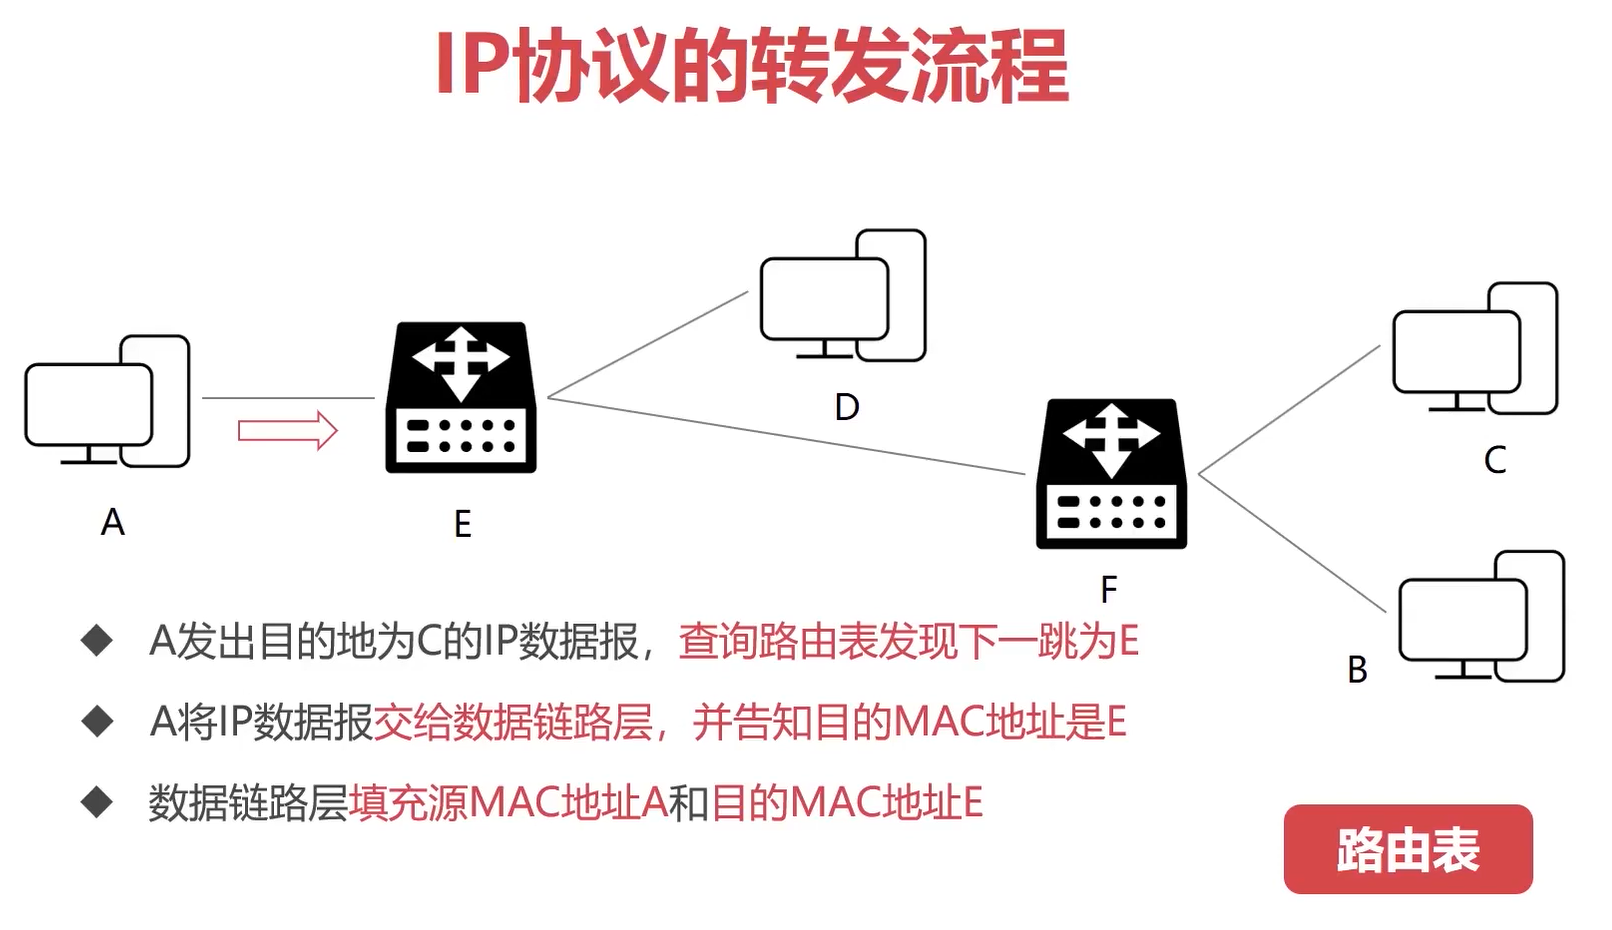 IP协议的转发流程
D
C
A
E
F
B
A发出目的地为C的IP数据报，查询路由表发现下一跳为E
A将IP数据报交给数据链路层，并告知目的MAC地址是E
数据链路层填充源MAC地址A和目的MAC地址E
路由表